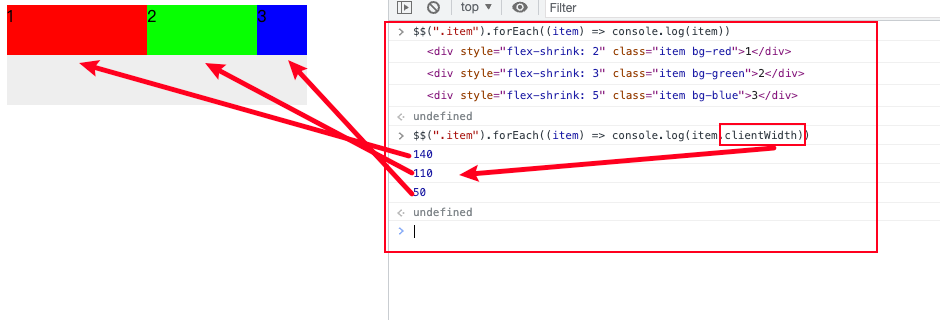 1 2 3
top ▼ Filter
> $$(".item").forEach((item) => console.log(item))
<div style="flex-shrink: 2" class="item bg-red">1</div>
<div style="flex-shrink: 3" class="item bg-green">2</div>
<div style="flex-shrink: 5" class="item bg-blue">3</div>
undefined
> $$(".item").forEach((item) => console.log(item.clientWidth))
140
110
50
undefined
>